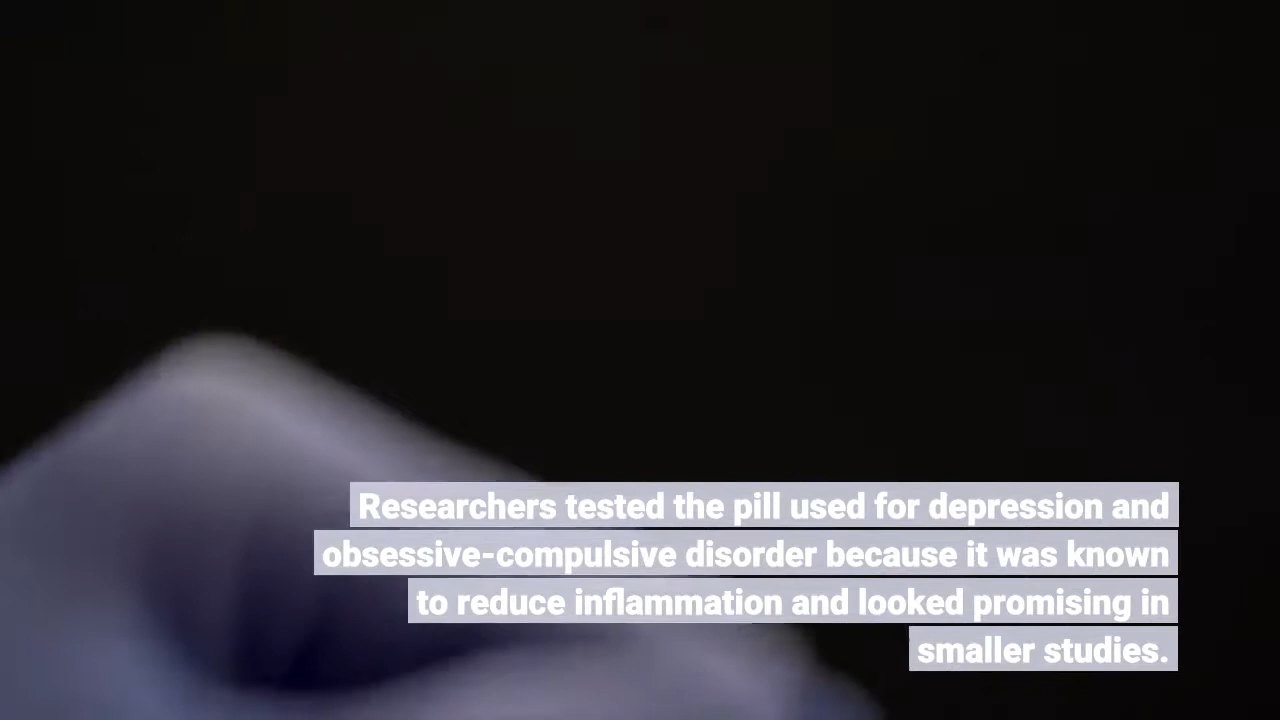 Researchers tested the pill used for depression and
obsessive-compulsive disorder because it was known
to reduce inflammation and looked promising in
smaller studies.